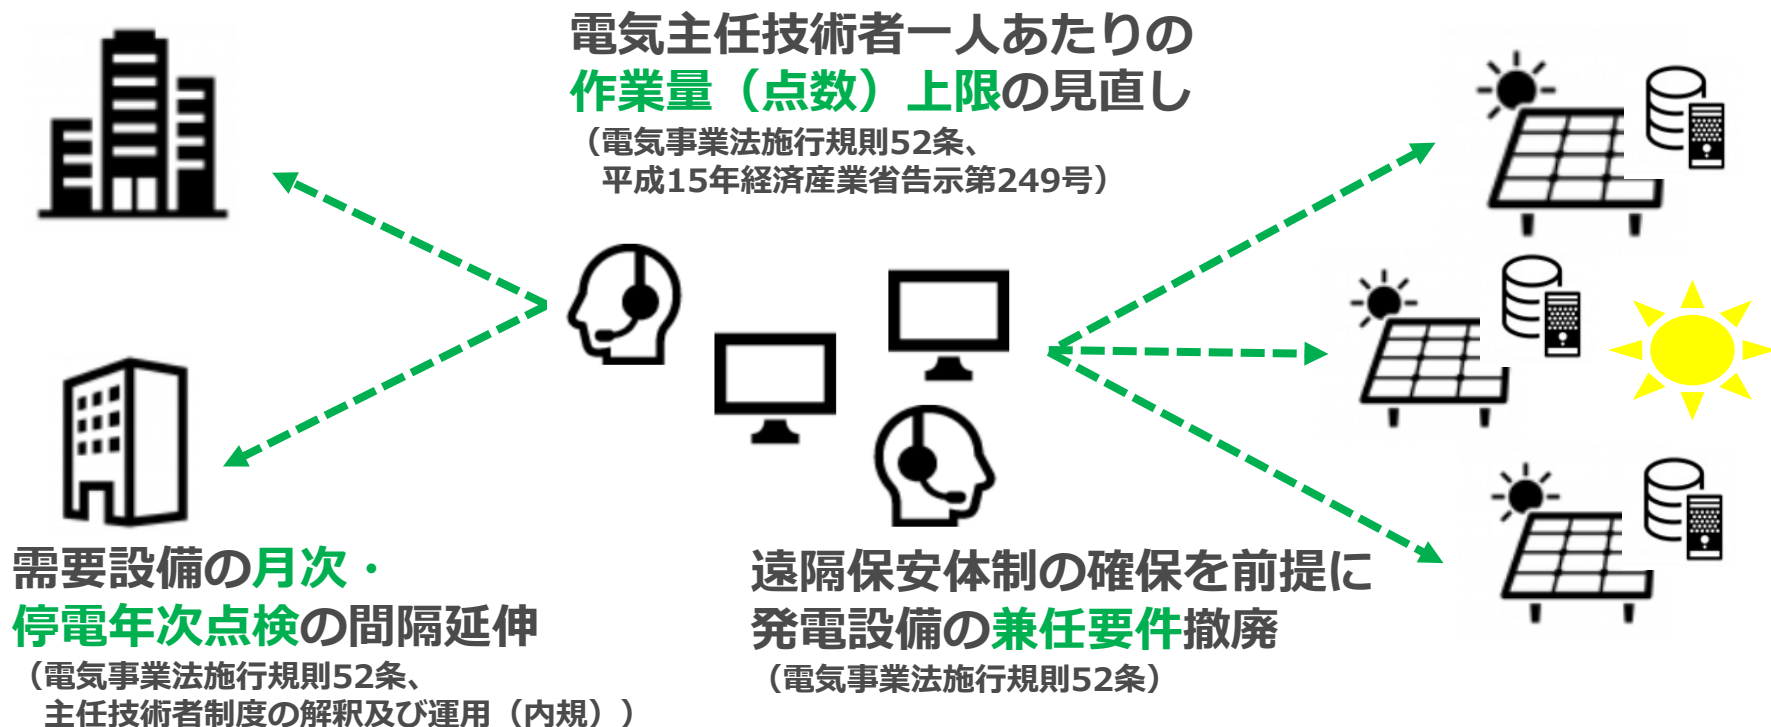 電気主任技術者一人あたりの
作業量（点数）上限の見直し
（電気事業法施行規則52条、
平成15年経済産業省告示第249号）
需要設備の月次・
停電年次点検の間隔延伸
（電気事業法施行規則52条、
主任技術者制度の解釈及び運用（内規））
遠隔保安体制の確保を前提に
発電設備の兼任要件撤廃
（電気事業法施行規則52条）